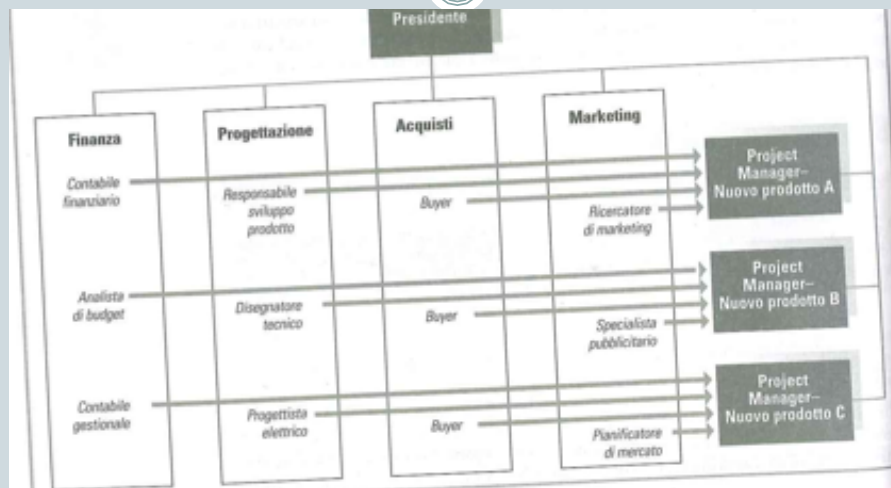 Presidente
Finanza
Progettazione
Acquisti
Marketing
Contabile
finanziario
Responsabile
sviluppo
prodotto
Buyer
Ricercatore
di marketing
Project
Manager–
Nuovo prodotto A
Analista
di budget
Disegnatore
tecnico
Buyer
Specialista
pubblicitario
Project
Manager–
Nuovo prodotto B
Contabile
gestionale
Progettista
elettrico
Buyer
Pianificatore
di mercato
Project
Manager–
Nuovo prodotto C